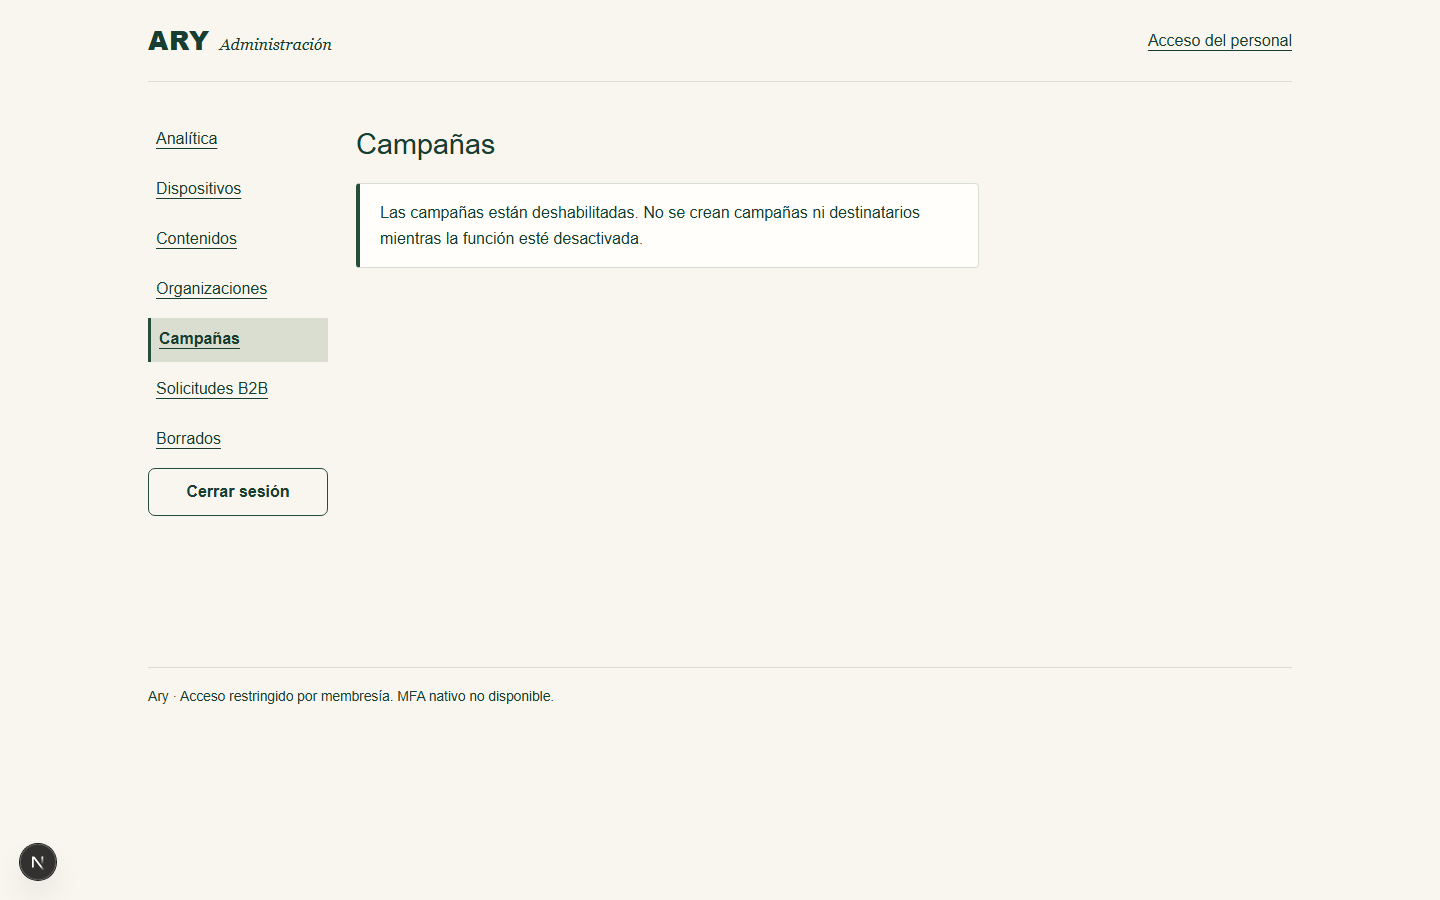 ARY Administración
Acceso del personal
Analítica
Dispositivos
Contenidos
Organizaciones
Campañas
Solicitudes B2B
Borrados
Cerrar sesión
Campañas
Las campañas están deshabilitadas. No se crean campañas ni destinatarios
mientras la función esté desactivada.
Ary · Acceso restringido por membresía. MFA nativo no disponible.
N